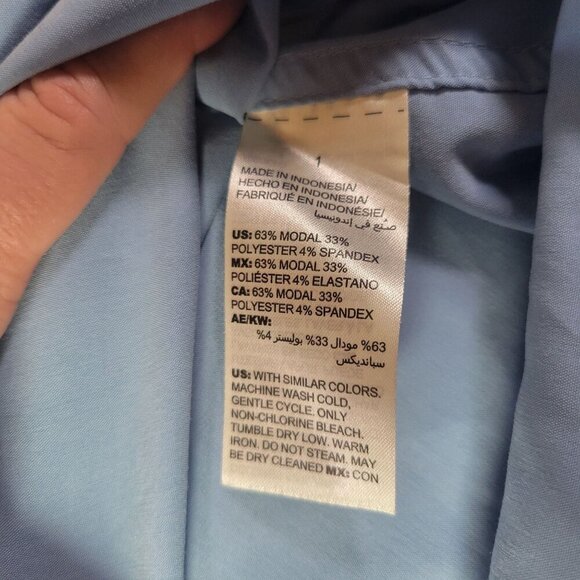 1
MADE IN INDONESIA/
HECHO EN INDONESIA/
FABRIQUÉ EN INDONÉSIE/
صنع في إندونيسيا
US: 63% MODAL 33%
POLYESTER 4% SPANDEX
MX: 63% MODAL 33%
POLIÉSTER 4% ELASTANO
CA: 63% MODAL 33%
POLYESTER 4% SPANDEX
AE/KW:
63% مودال 33% بوليستر 4%
سبانديكس
US: WITH SIMILAR COLORS.
MACHINE WASH COLD,
GENTLE CYCLE. ONLY
NON-CHLORINE BLEACH.
TUMBLE DRY LOW. WARM
IRON. DO NOT STEAM. MAY
BE DRY CLEANED MX: CON